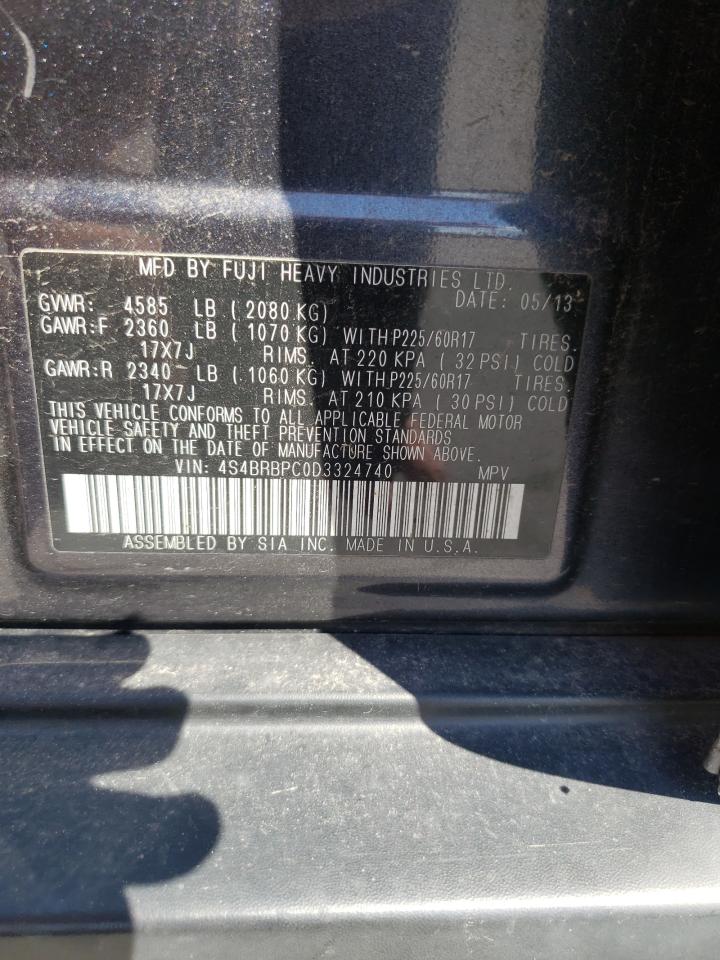 MFD BY FUJI HEAVY INDUSTRIES LTD.
DATE: 05/13
GVWR: 4585 LB ( 2080 KG)
GAWR:F 2360 LB ( 1070 KG) WITH P225/60R17 TIRES.
17X7J RIMS. AT 220 KPA ( 32 PSI) COLD
GAWR:R 2340 LB ( 1060 KG) WITH P225/60R17 TIRES.
17X7J RIMS. AT 210 KPA ( 30 PSI) COLD
THIS VEHICLE CONFORMS TO ALL APPLICABLE FEDERAL MOTOR
VEHICLE SAFETY AND THEFT PREVENTION STANDARDS
IN EFFECT ON THE DATE OF MANUFACTURE SHOWN ABOVE.
VIN: 4S4BRBPC0D3324740 MPV
ASSEMBLED BY SIA INC. MADE IN U.S.A.